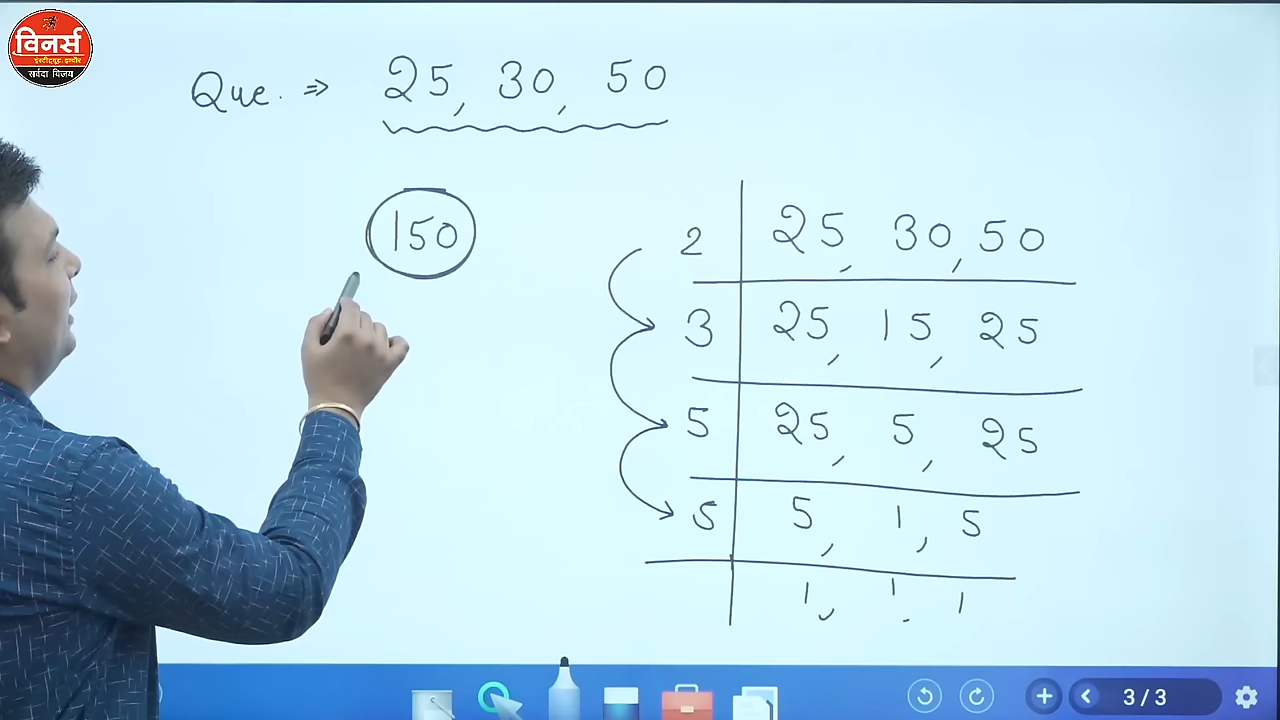 विनर्स
इंस्टीट्यूट, इन्दौर
सर्वदा विजय
Que. ⇒ 25, 30, 50
150
2 | 25, 30, 50
3 | 25, 15, 25
5 | 25, 5, 25
5 | 5, 1, 5
1, 1, 1
3 / 3